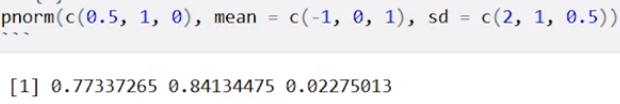 pnorm(c(0.5, 1, 0), mean = c(-1, 0, 1), sd = c(2, 1, 0.5))
```
[1] 0.77337265 0.84134475 0.02275013